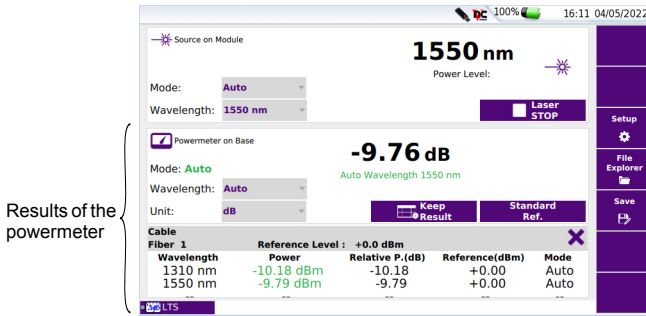 100% 16:11 04/05/2022
Source on Module
1550 nm
Power Level:
Mode: Auto
Wavelength: 1550 nm
Laser
STOP
Setup
File
Explorer
Save
Powermeter on Base
-9.76 dB
Mode: Auto
Auto Wavelength 1550 nm
Wavelength: Auto
Unit: dB
Keep
Result
Standard
Ref.
Results of the
powermeter
Cable
Fiber 1 Reference Level : +0.0 dBm
Wavelength Power Relative P.(dB) Reference(dBm) Mode
1310 nm -10.18 dBm -10.18 +0.00 Auto
1550 nm -9.79 dBm -9.79 +0.00 Auto
-- -- -- -- --
LTS